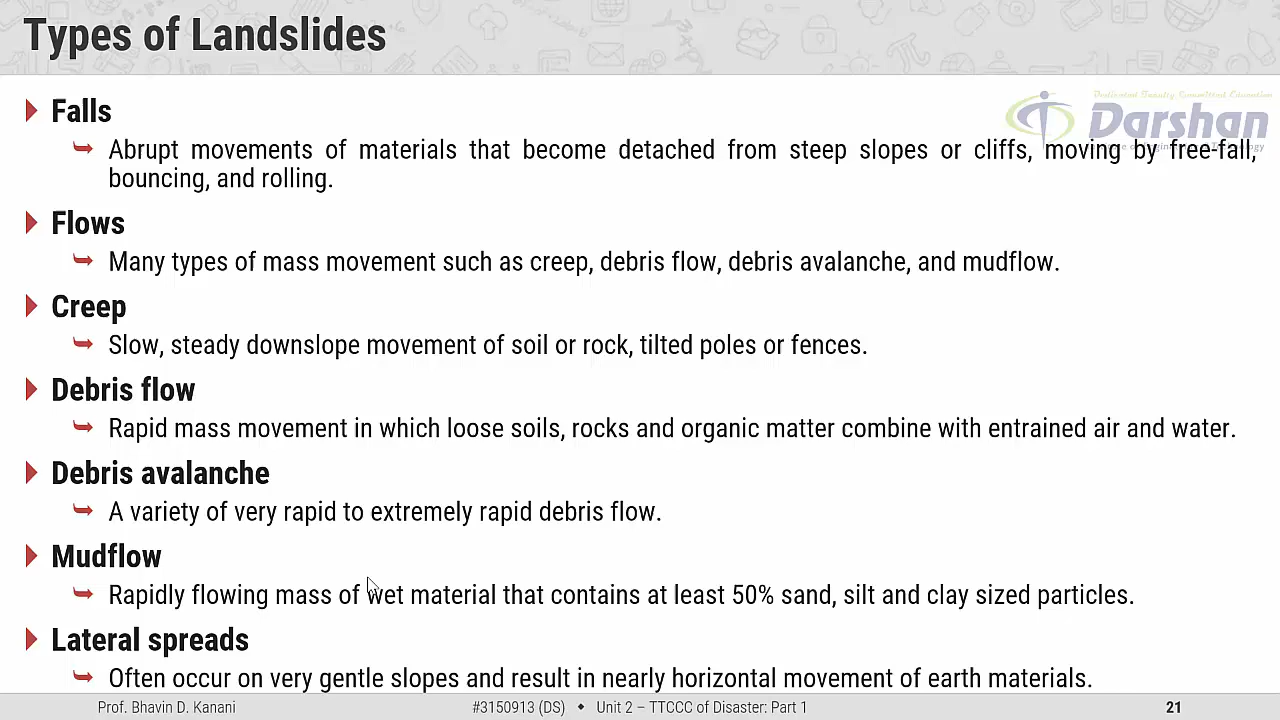 Types of Landslides
Dedicated Faculty Committed Education
Darshan
Falls
Abrupt movements of materials that become detached from steep slopes or cliffs, moving by free-fall,
bouncing, and rolling.
Flows
Many types of mass movement such as creep, debris flow, debris avalanche, and mudflow.
Creep
Slow, steady downslope movement of soil or rock, tilted poles or fences.
Debris flow
Rapid mass movement in which loose soils, rocks and organic matter combine with entrained air and water.
Debris avalanche
A variety of very rapid to extremely rapid debris flow.
Mudflow
Rapidly flowing mass of wet material that contains at least 50% sand, silt and clay sized particles.
Lateral spreads
Often occur on very gentle slopes and result in nearly horizontal movement of earth materials.
Prof. Bhavin D. Kanani #3150913 (DS) ◆ Unit 2 – TTCCC of Disaster: Part 1 21